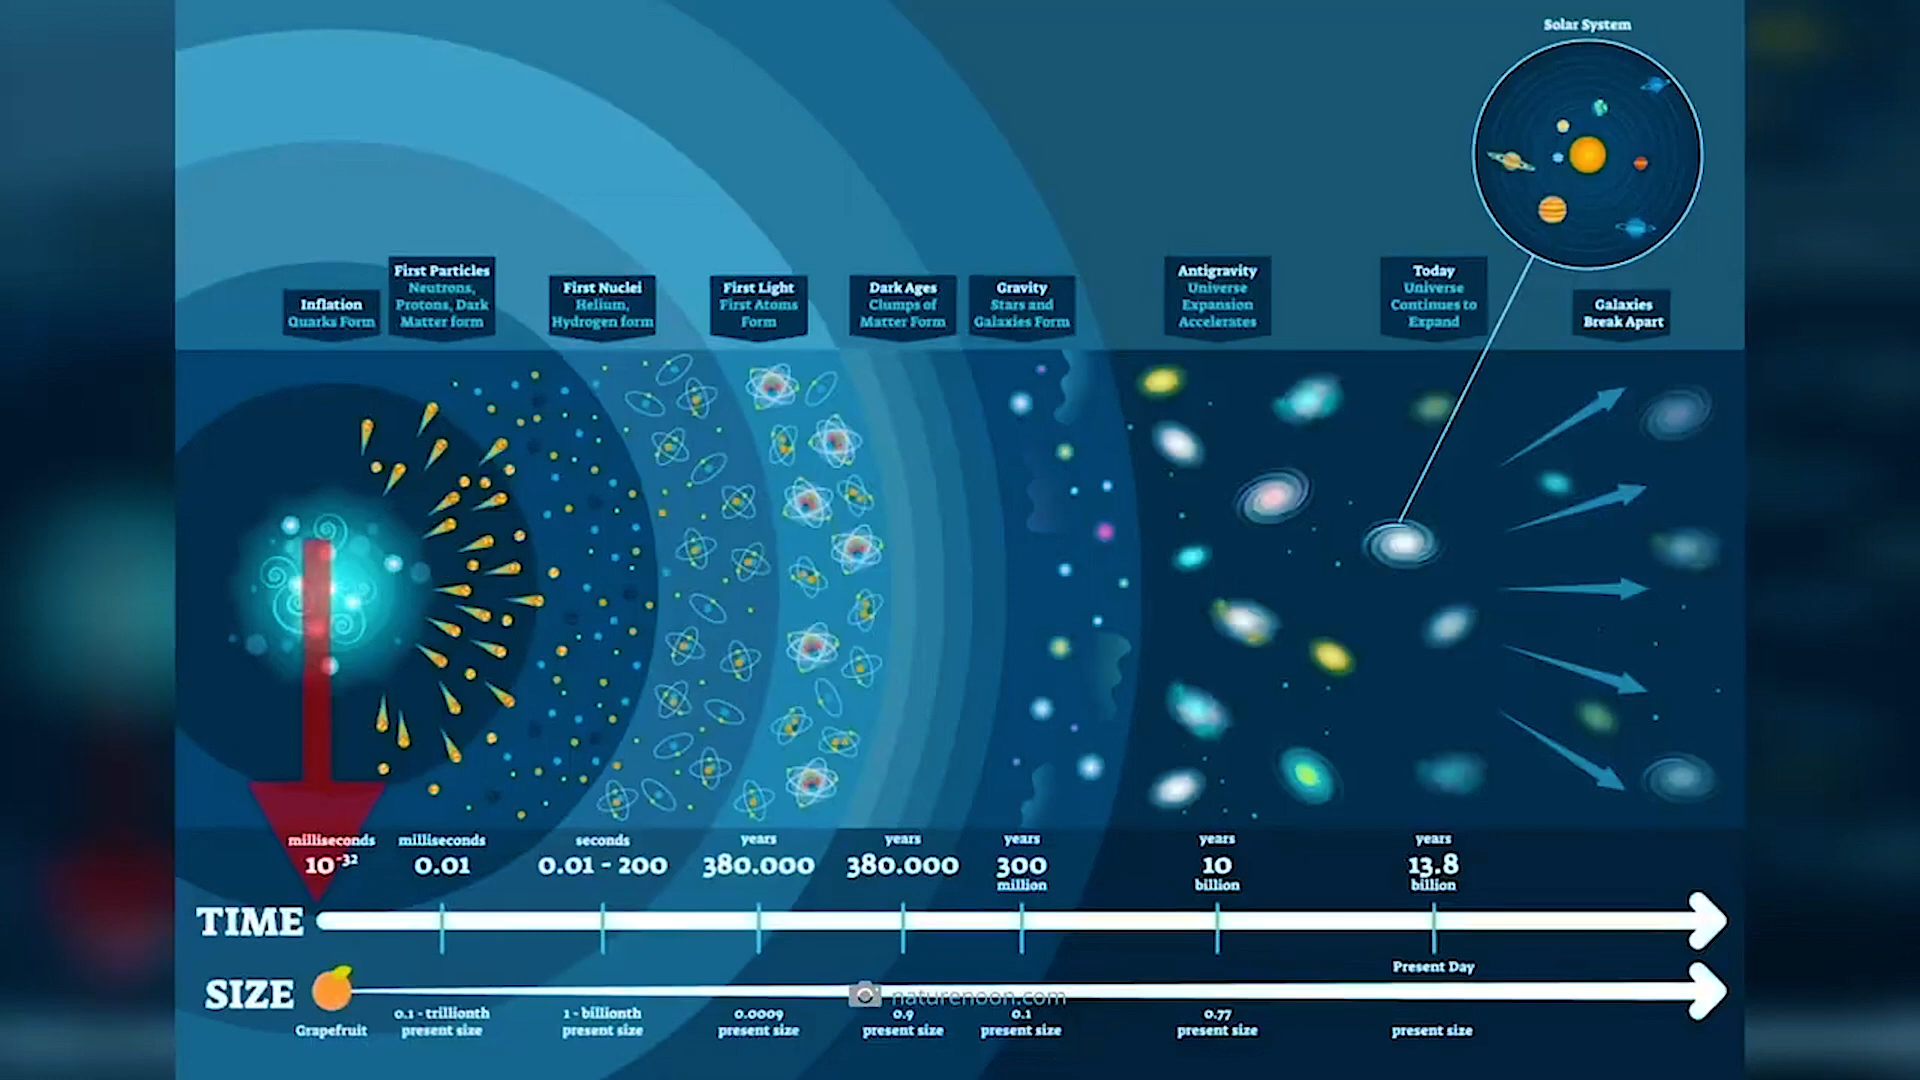 Solar System
Inflation
Quarks Form
First Particles
Neutrons,
Protons, Dark
Matter form
First Nuclei
Helium,
Hydrogen form
First Light
First Atoms
Form
Dark Ages
Clumps of
Matter Form
Gravity
Stars and
Galaxies Form
Antigravity
Universe
Expansion
Accelerates
Today
Universe
Continues to
Expand
Galaxies
Break Apart
milliseconds
10-32
milliseconds
0.01
seconds
0.01 - 200
years
380.000
years
380.000
years
300
million
years
10
billion
years
13.8
billion
TIME
Present Day
SIZE
Grapefruit
0.1 - trillionth
present size
1 - billionth
present size
0.0009
present size
0.9
present size
0.1
present size
0.77
present size
present size
naturenoon.com